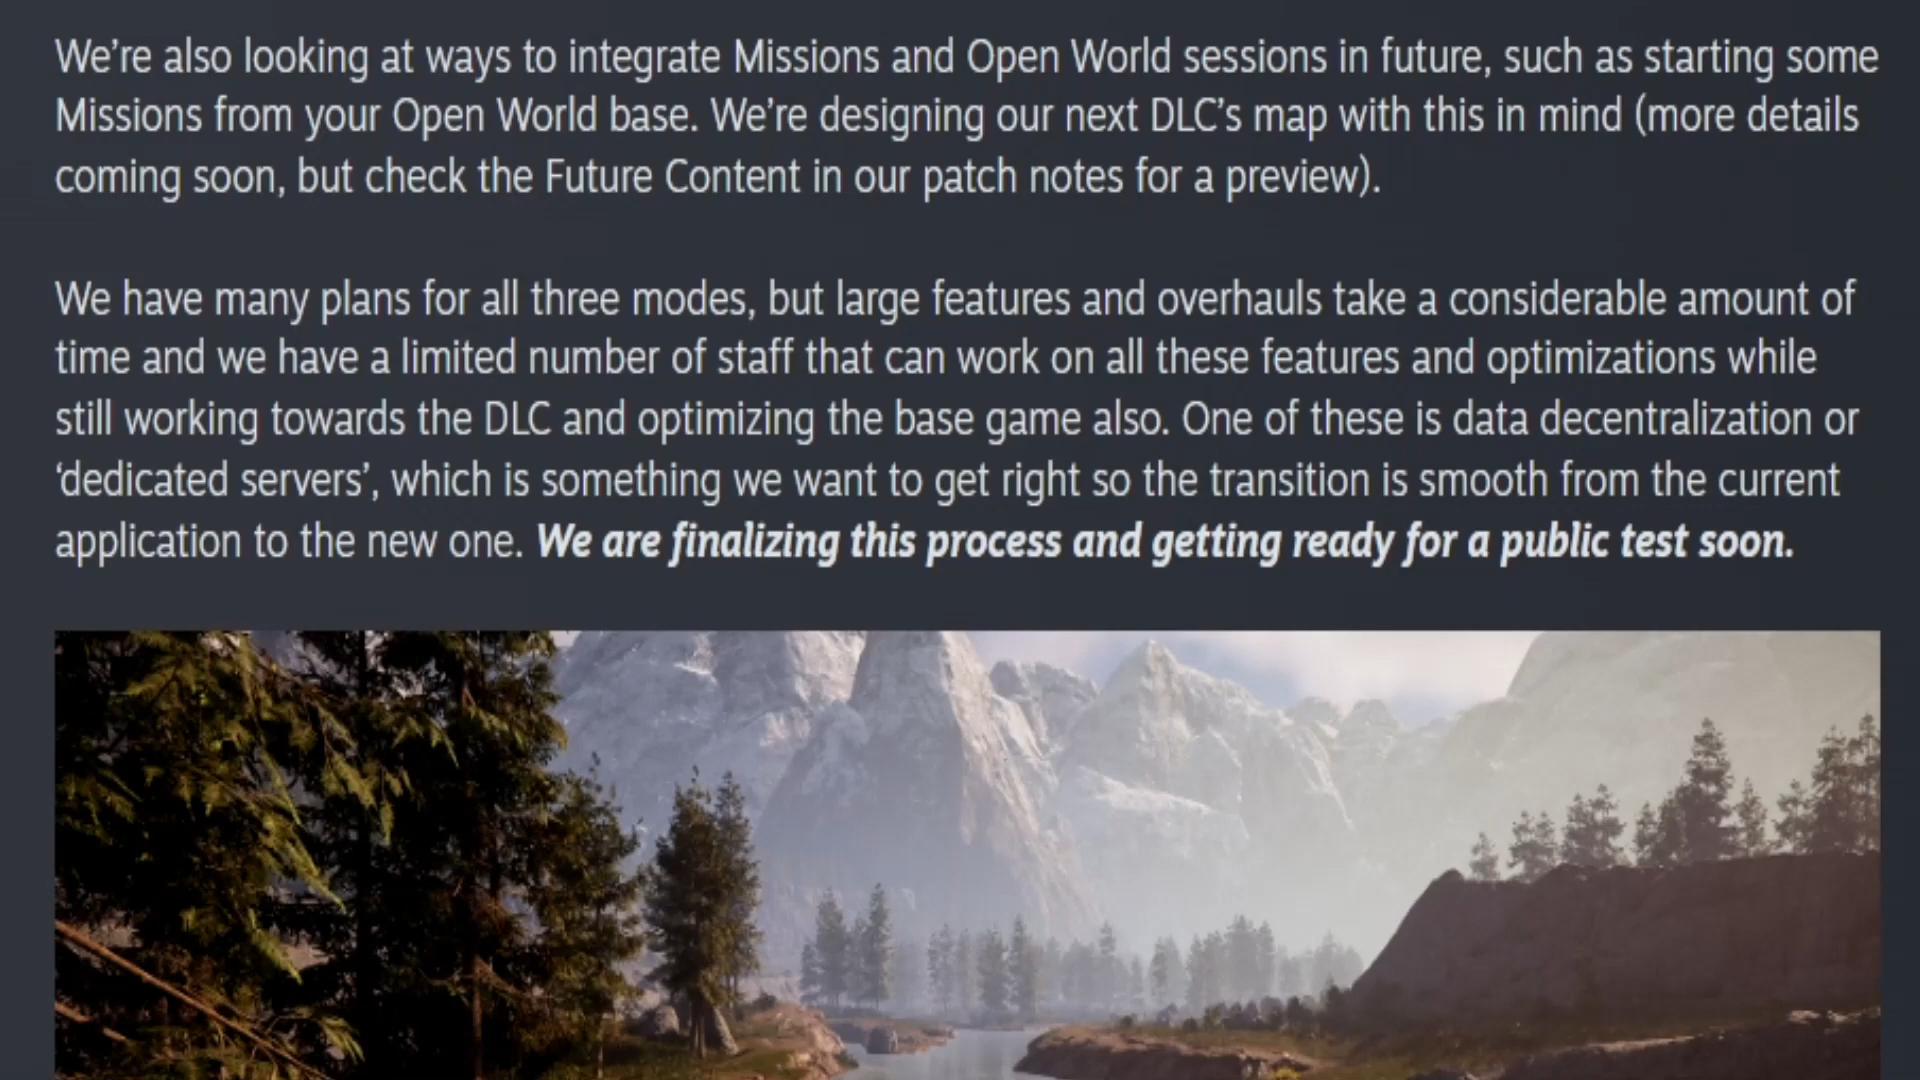 We’re also looking at ways to integrate Missions and Open World sessions in future, such as starting some
Missions from your Open World base. We’re designing our next DLC’s map with this in mind (more details
coming soon, but check the Future Content in our patch notes for a preview).
We have many plans for all three modes, but large features and overhauls take a considerable amount of
time and we have a limited number of staff that can work on all these features and optimizations while
still working towards the DLC and optimizing the base game also. One of these is data decentralization or
‘dedicated servers’, which is something we want to get right so the transition is smooth from the current
application to the new one. We are finalizing this process and getting ready for a public test soon.